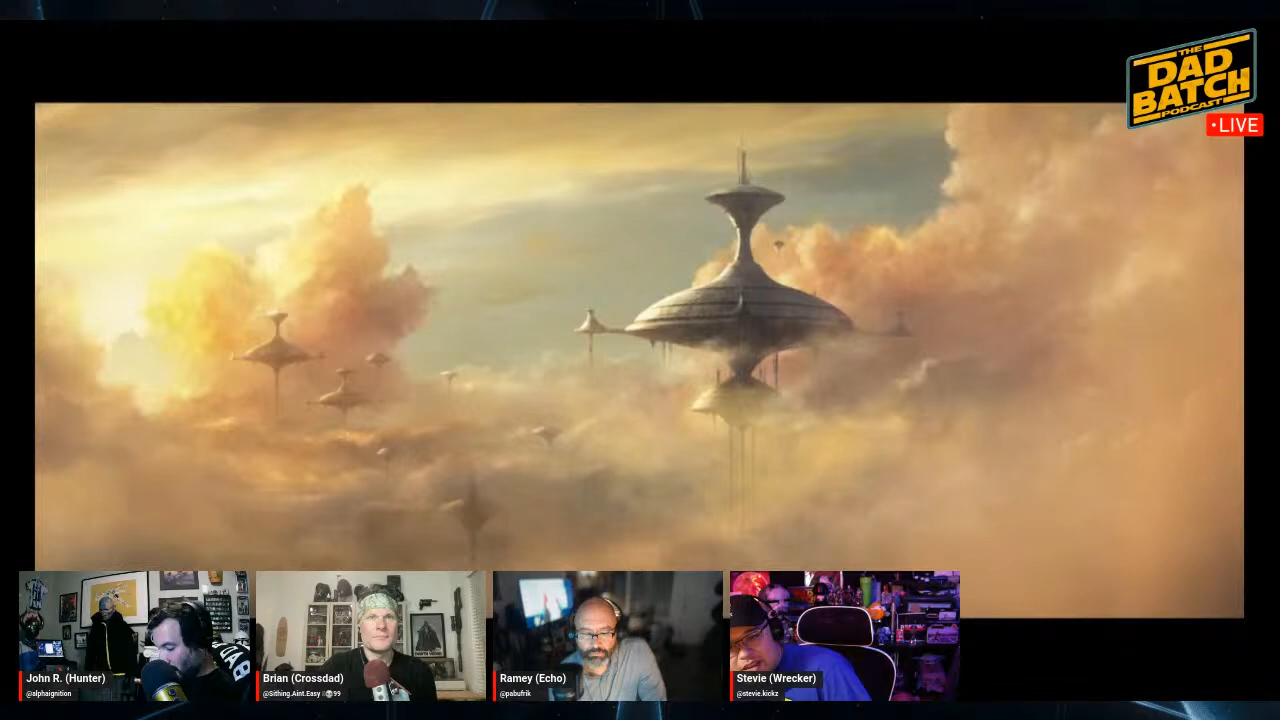 THE
DAD
BATCH
PODCAST
•LIVE
John R. (Hunter)
@alphaignition
Brian (Crossdad)
@Sithing.Aint.Easy 💀99
Ramey (Echo)
@pabufrik
Stevie (Wrecker)
@stevie.kickz